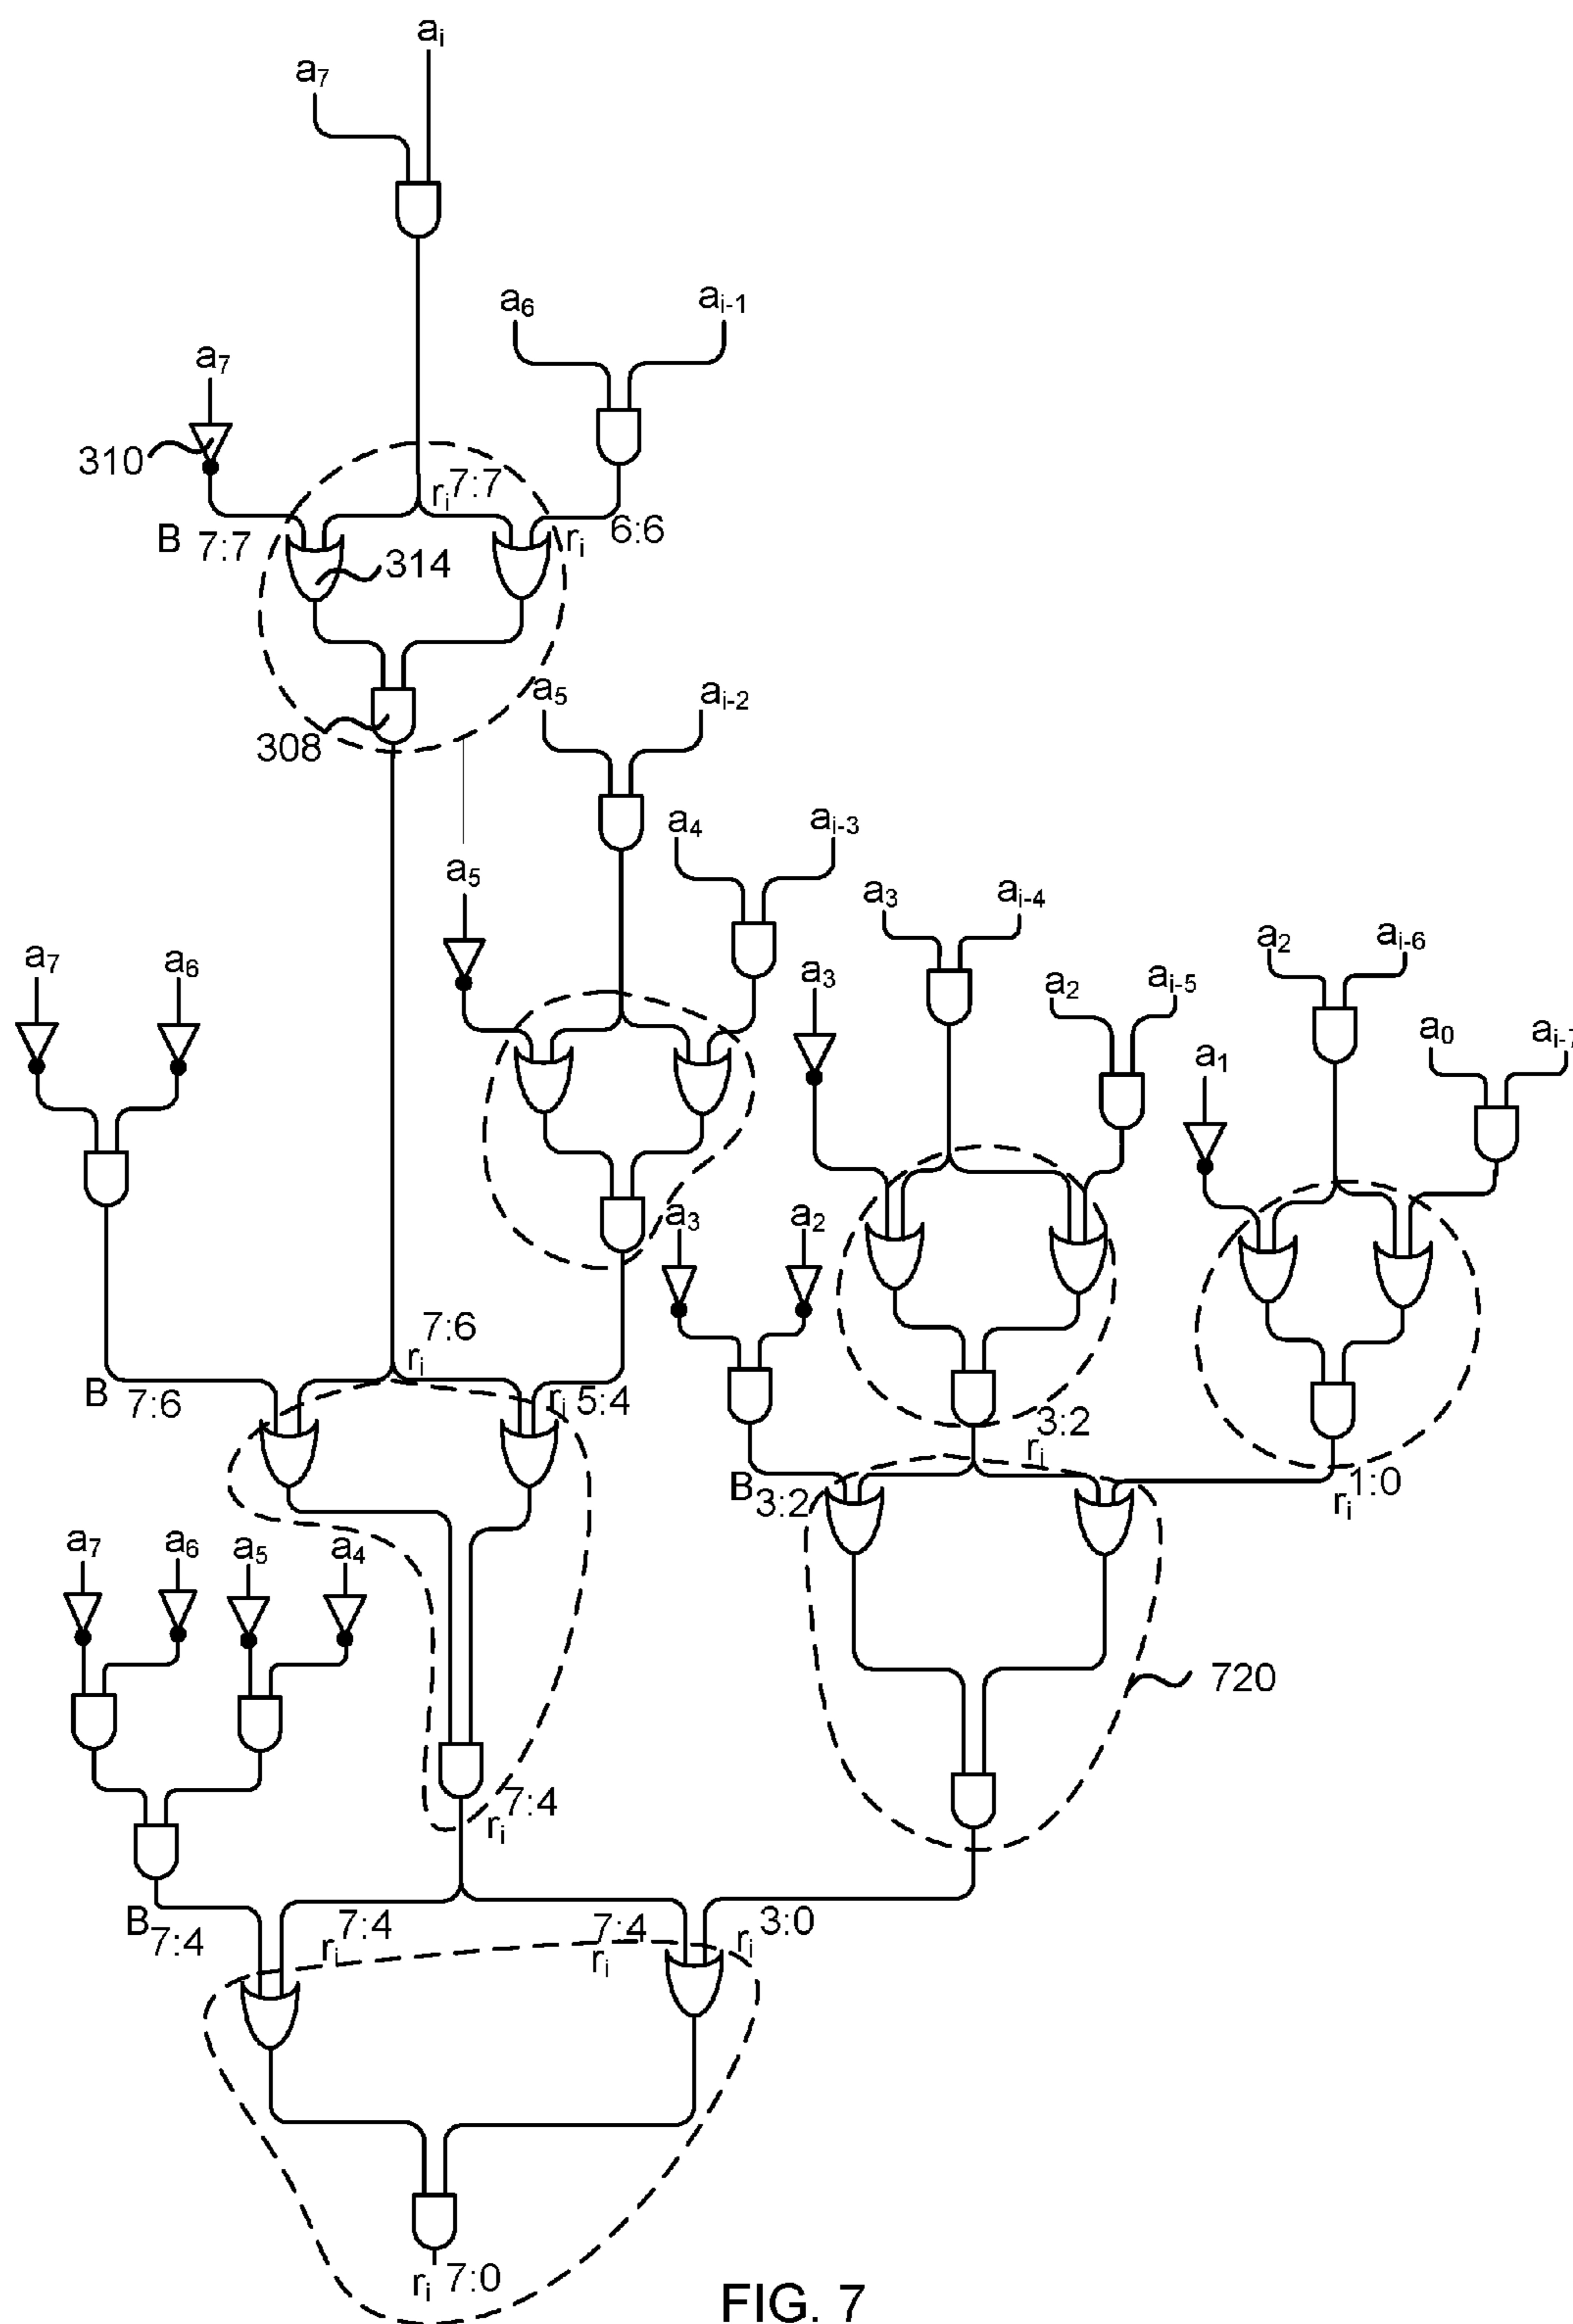 aᵢ
a₇
a₆ aᵢ₋₁
a₇
310
rᵢ 7:7
B 7:7
rᵢ 6:6
314
308
a₅ aᵢ₋₂
a₄ aᵢ₋₃
a₅
a₃ aᵢ₋₄
a₂ aᵢ₋₆
a₇ a₆
a₃
a₂ aᵢ₋₅
a₀ aᵢ₋₇
a₁
a₃ a₂
rᵢ 7:6
B 7:6
rᵢ 5:4
rᵢ 3:2
B 3:2
rᵢ 1:0
a₇ a₆ a₅ a₄
720
rᵢ 7:4
B 7:4
rᵢ 7:4
rᵢ 7:4
rᵢ 3:0
rᵢ 7:0
FIG. 7